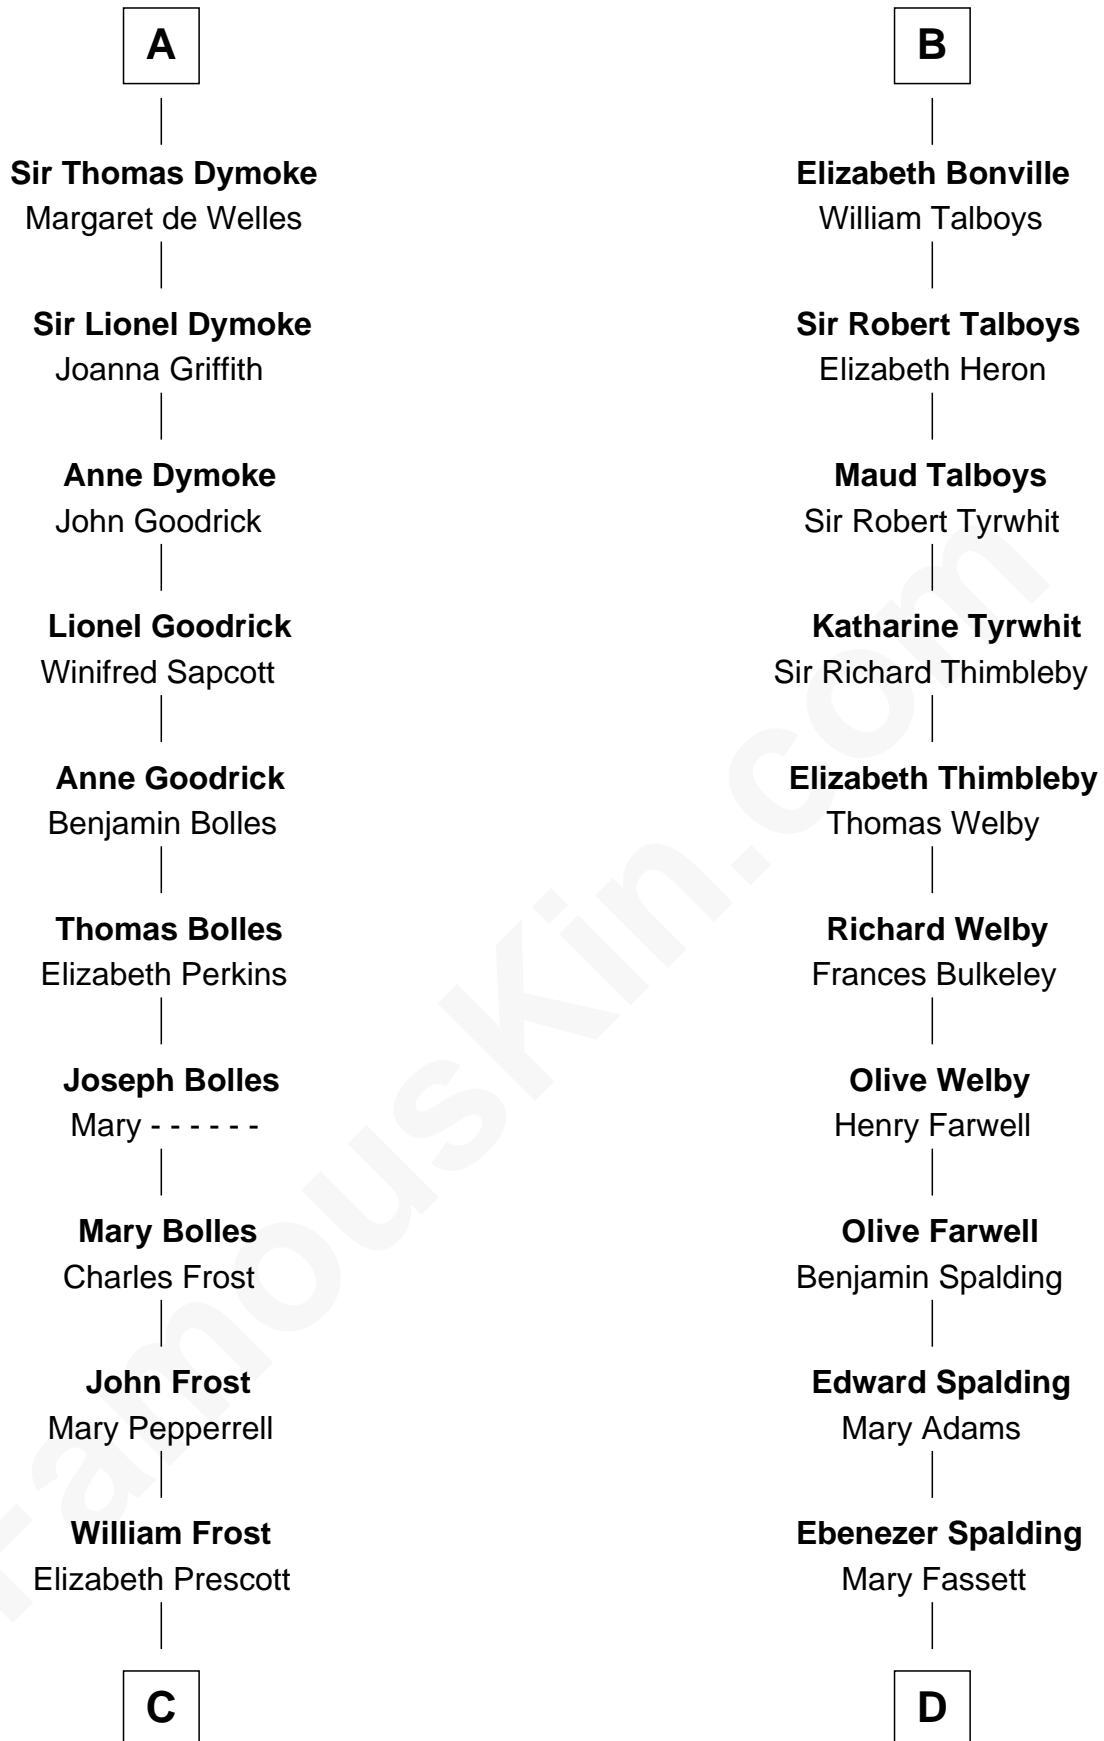 A
Sir Thomas Dymoke
Margaret de Welles
Sir Lionel Dymoke
Joanna Griffith
Anne Dymoke
John Goodrick
Lionel Goodrick
Winifred Sapcott
Anne Goodrick
Benjamin Bolles
Thomas Bolles
Elizabeth Perkins
Joseph Bolles
Mary - - - - - -
Mary Bolles
Charles Frost
John Frost
Mary Pepperrell
William Frost
Elizabeth Prescott
C
B
Elizabeth Bonville
William Talboys
Sir Robert Talboys
Elizabeth Heron
Maud Talboys
Sir Robert Tyrwhit
Katharine Tyrwhit
Sir Richard Thimbleby
Elizabeth Thimbleby
Thomas Welby
Richard Welby
Frances Bulkeley
Olive Welby
Henry Farwell
Olive Farwell
Benjamin Spalding
Edward Spalding
Mary Adams
Ebenezer Spalding
Mary Fassett
D
FamousKin.com